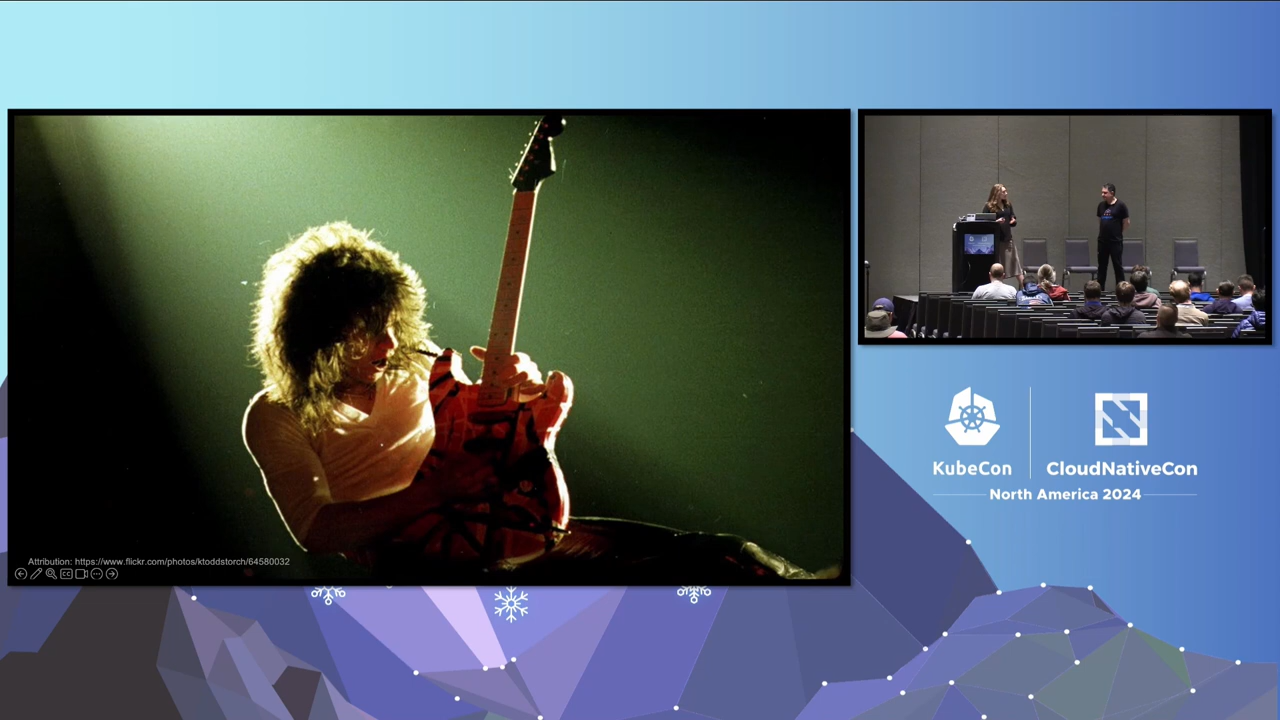 Attribution: https://www.flickr.com/photos/ktoddstorch/64580032
KubeCon
CloudNativeCon
North America 2024